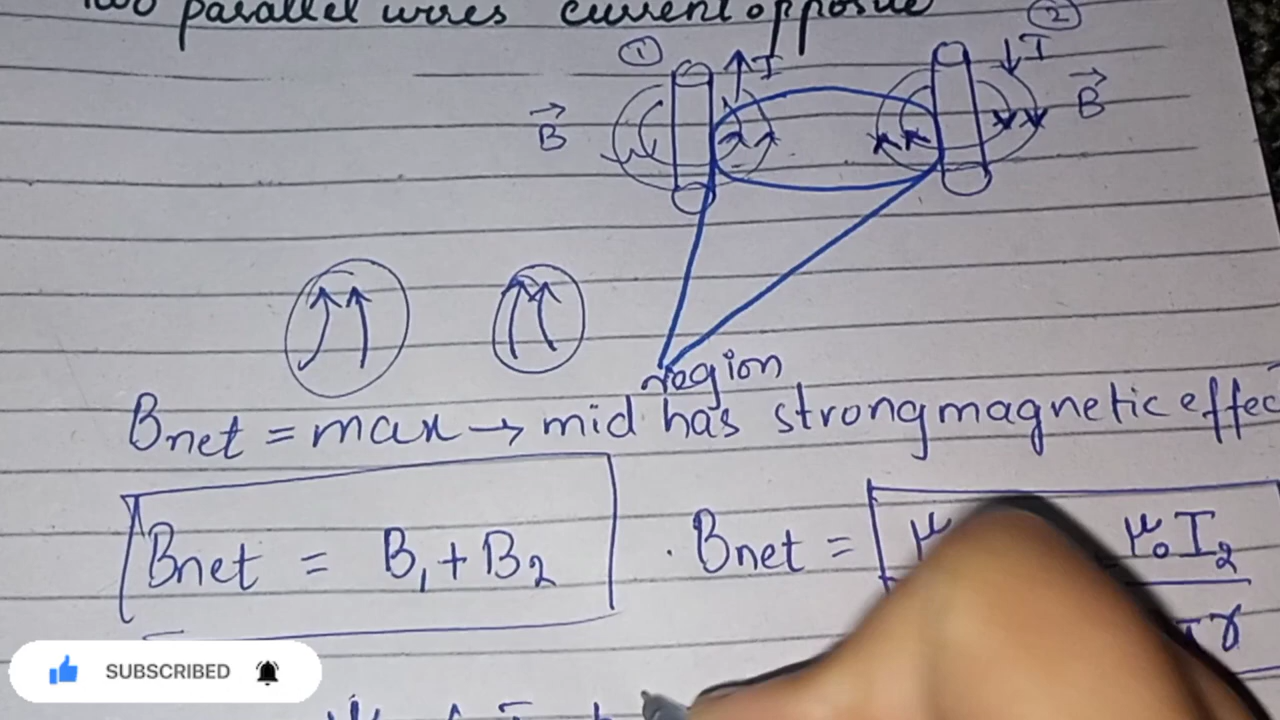 Two parallel wires current opposite
① ↑I ↓I ②
B⃗ B⃗
region
Bnet = max → mid has strong magnetic effec
Bnet = B₁ + B₂ . Bnet = μ μ₀I₂
r
SUBSCRIBED